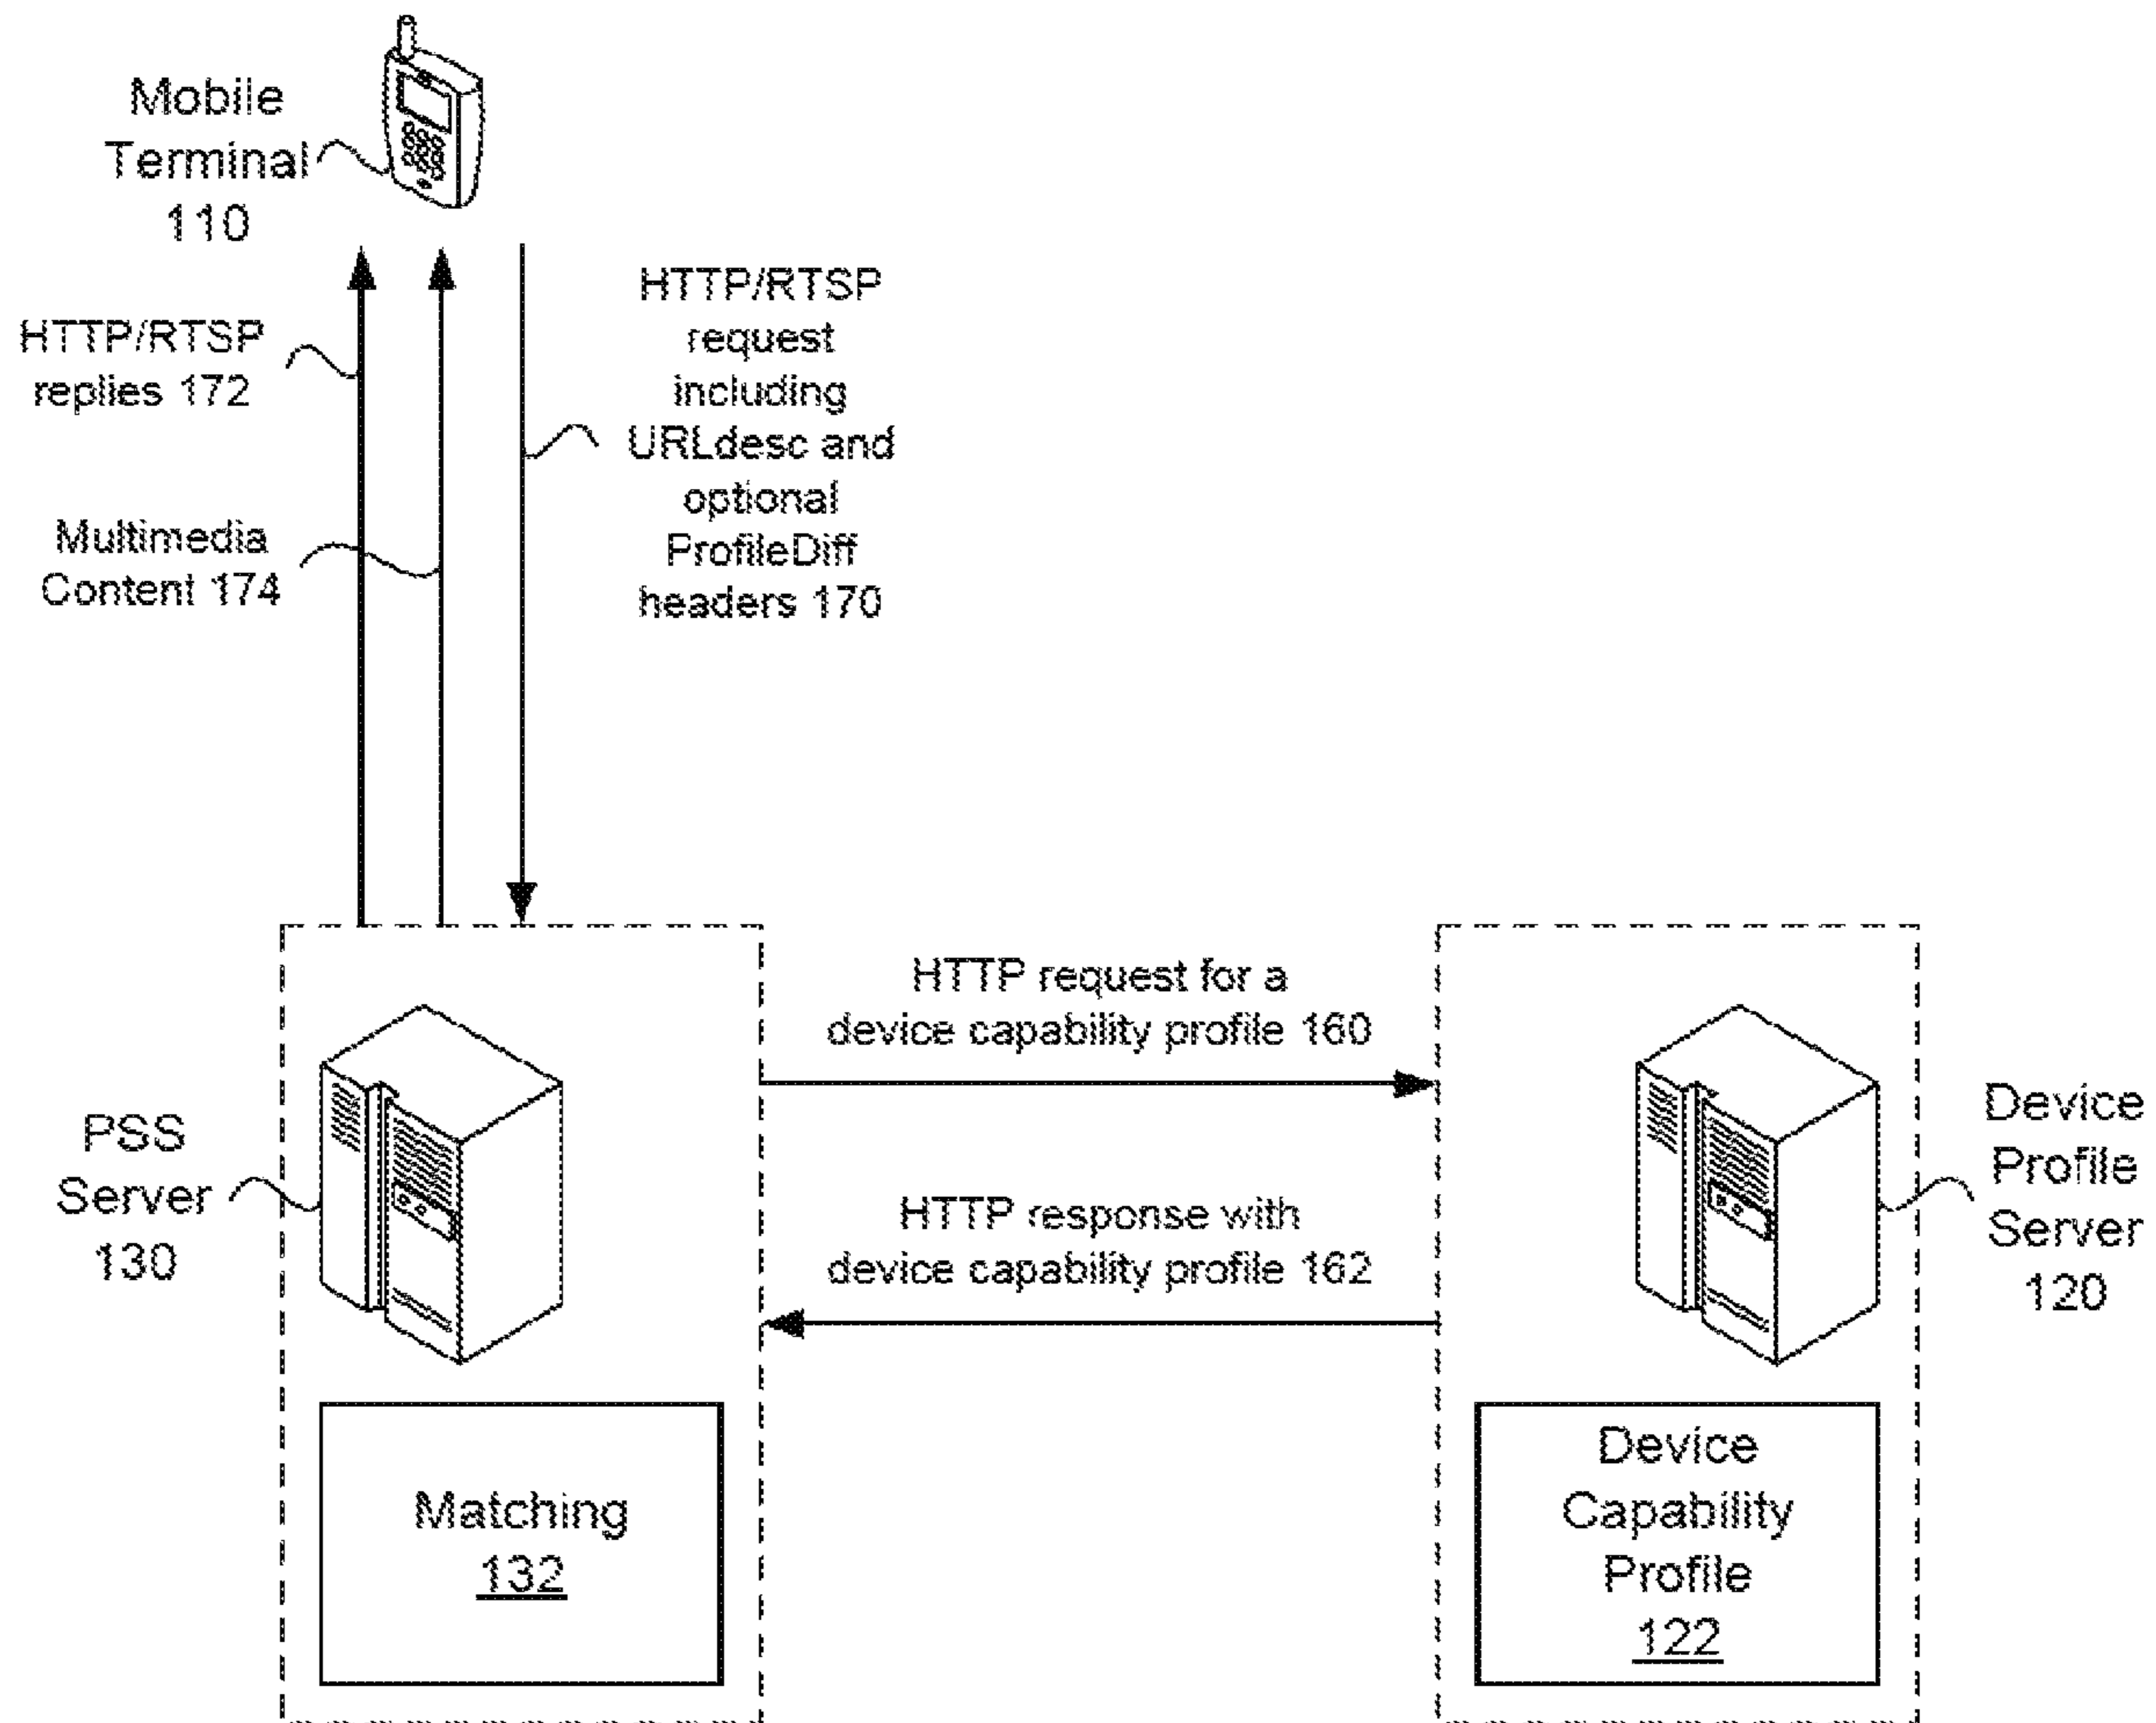 Mobile
Terminal
110
HTTP/RTSP
replies 172
Multimedia
Content 174
HTTP/RTSP
request
including
URLdesc and
optional
ProfileDiff
headers 170
HTTP request for a
device capability profile 160
HTTP response with
device capability profile 162
PSS
Server
130
Matching
132
Device
Profile
Server
120
Device
Capability
Profile
122